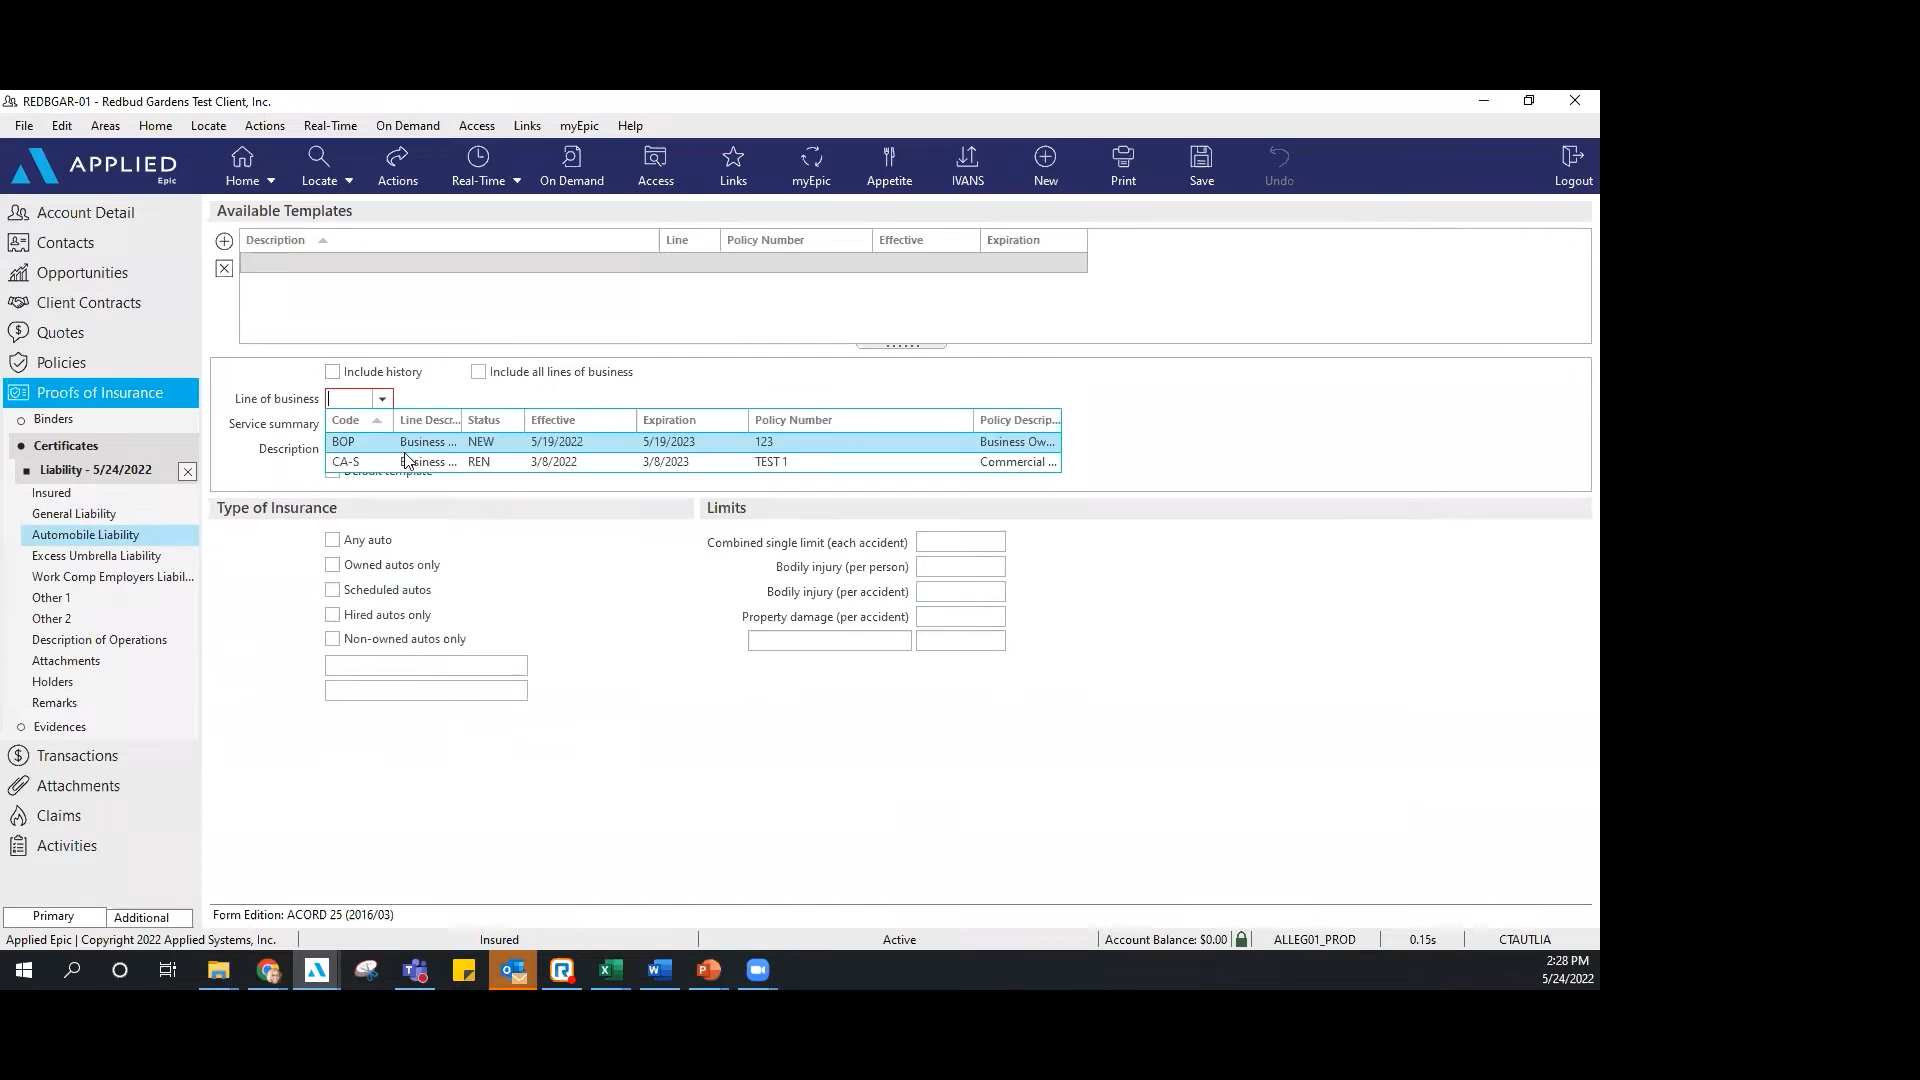 REDBGAR-01 - Redbud Gardens Test Client, Inc.
File Edit Areas Home Locate Actions Real-Time On Demand Access Links myEpic Help
APPLIED
Epic
Home Locate Actions Real-Time On Demand Access Links myEpic Appetite IVANS New Print Save Undo Logout
Account Detail
Contacts
Opportunities
Client Contracts
Quotes
Policies
Proofs of Insurance
Binders
Certificates
Liability - 5/24/2022
Insured
General Liability
Automobile Liability
Excess Umbrella Liability
Work Comp Employers Liabil...
Other 1
Other 2
Description of Operations
Attachments
Holders
Remarks
Evidences
Transactions
Attachments
Claims
Activities
Primary Additional
Available Templates
Description Line Policy Number Effective Expiration
Include history Include all lines of business
Line of business
Service summary
Description
Code Line Descr... Status Effective Expiration Policy Number Policy Descrip...
BOP Business ... NEW 5/19/2022 5/19/2023 123 Business Ow...
CA-S Business ... REN 3/8/2022 3/8/2023 TEST 1 Commercial ...
Default template
Type of Insurance Limits
Any auto
Owned autos only
Scheduled autos
Hired autos only
Non-owned autos only
Combined single limit (each accident)
Bodily injury (per person)
Bodily injury (per accident)
Property damage (per accident)
Form Edition: ACORD 25 (2016/03)
Applied Epic | Copyright 2022 Applied Systems, Inc. Insured Active Account Balance: $0.00 ALLEG01_PROD 0.15s CTAUTLIA
2:28 PM
5/24/2022